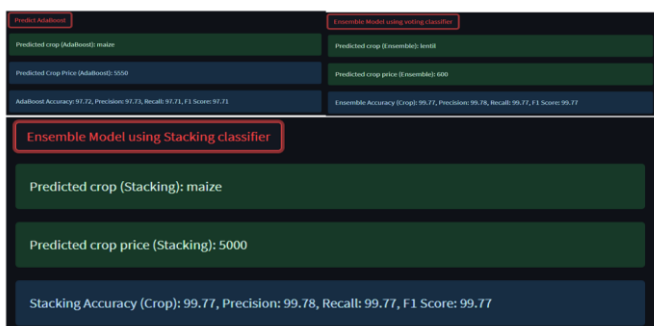 Predict AdaBoost
Predicted crop (AdaBoost): maize
Predicted Crop Price (AdaBoost): 5550
AdaBoost Accuracy: 97.72, Precision: 97.73, Recall: 97.71, F1 Score: 97.71
Ensemble Model using voting classifier
Predicted crop (Ensemble): lentil
Predicted crop price (Ensemble): 600
Ensemble Accuracy (Crop): 99.77, Precision: 99.78, Recall: 99.77, F1 Score: 99.77
Ensemble Model using Stacking classifier
Predicted crop (Stacking): maize
Predicted crop price (Stacking): 5000
Stacking Accuracy (Crop): 99.77, Precision: 99.78, Recall: 99.77, F1 Score: 99.77